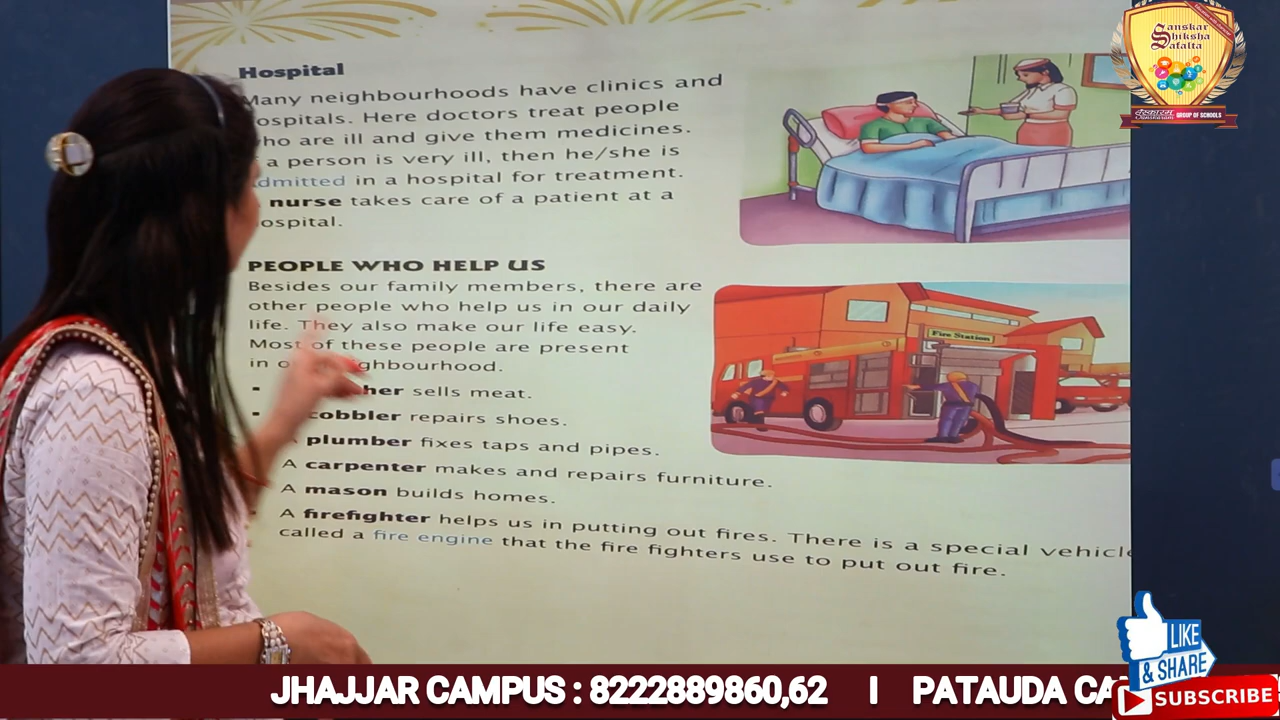 Hospital
Many neighbourhoods have clinics and
ospitals. Here doctors treat people
who are ill and give them medicines.
a person is very ill, then he/she is
dmitted in a hospital for treatment.
nurse takes care of a patient at a
ospital.
PEOPLE WHO HELP US
Besides our family members, there are
other people who help us in our daily
life. They also make our life easy.
Most of these people are present
in o ghbourhood.
her sells meat.
cobbler repairs shoes.
plumber fixes taps and pipes.
A carpenter makes and repairs furniture.
A mason builds homes.
A firefighter helps us in putting out fires. There is a special vehicle
called a fire engine that the fire fighters use to put out fire.
Fire Station
Sanskar
Shiksha
Safalta
GROUP OF SCHOOLS
LIKE
& SHARE
JHAJJAR CAMPUS : 8222889860,62 I PATAUDA CA
SUBSCRIBE